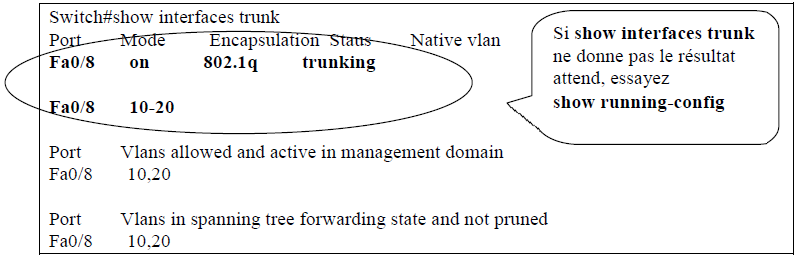 Switch#show interfaces trunk
Port Mode Encapsulation Staus Native vlan
Fa0/8 on 802.1q trunking
Fa0/8 10-20
Port Vlans allowed and active in management domain
Fa0/8 10,20
Port Vlans in spanning tree forwarding state and not pruned
Fa0/8 10,20
Si show interfaces trunk
ne donne pas le résultat
attend, essayez
show running-config